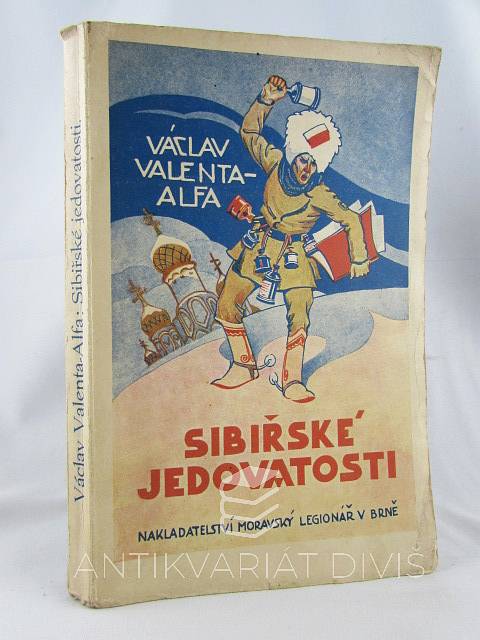 Václav Valenta-Alfa: Sibiřské jedovatosti.
VÁCLAV
VALENTA-
ALFA
SIBIŘSKÉ
JEDOVATOSTI
NAKLADATELSTVÍ MORAVSKÝ LEGIONÁŘ V BRNĚ
ANTIKVARIÁT DIVIŠ